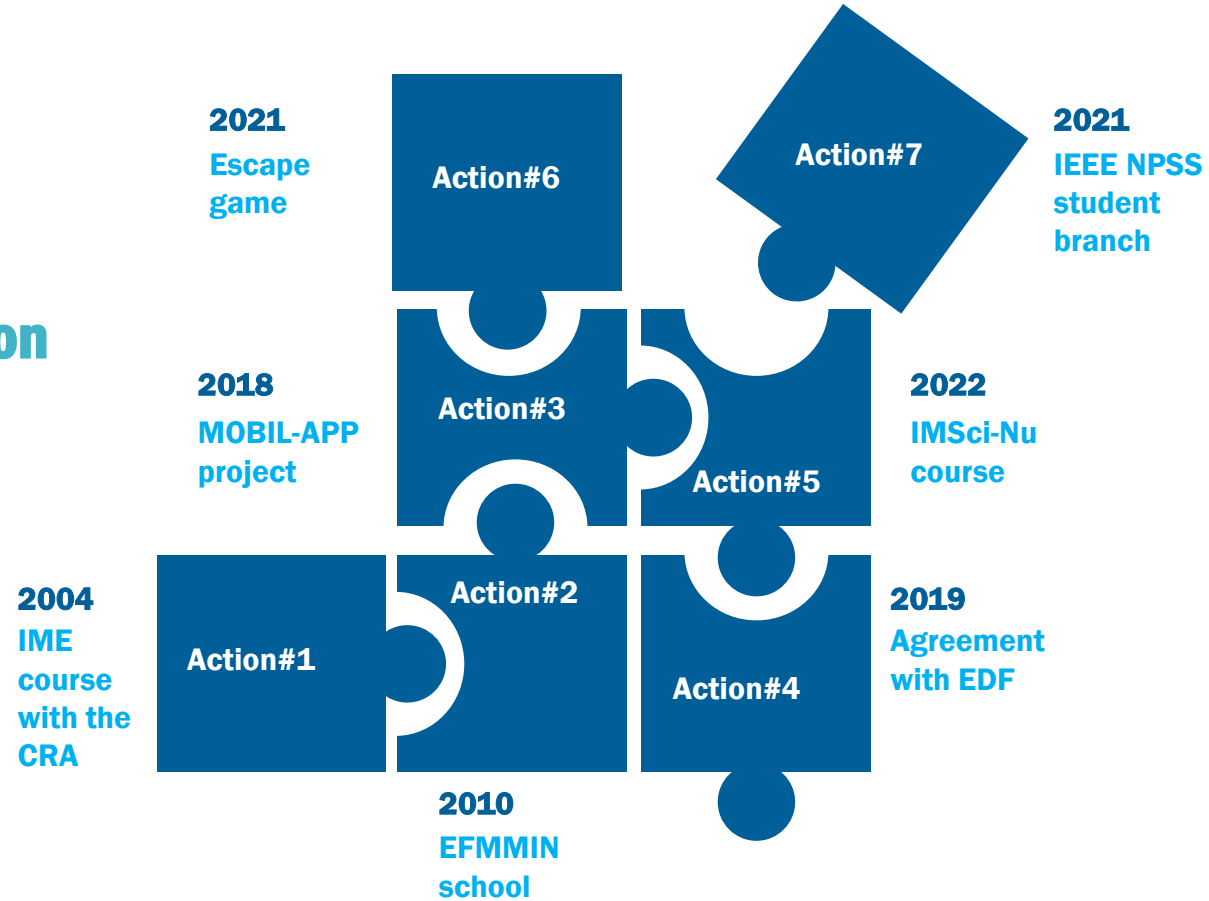 2021
Escape
game
Action#6
Action#7
2021
IEEE NPSS
student
branch
on
2018
MOBIL-APP
project
Action#3
Action#5
2022
IMSci-Nu
course
2004
IME
course
with the
CRA
Action#1
Action#2
Action#4
2019
Agreement
with EDF
2010
EFMMIN
school